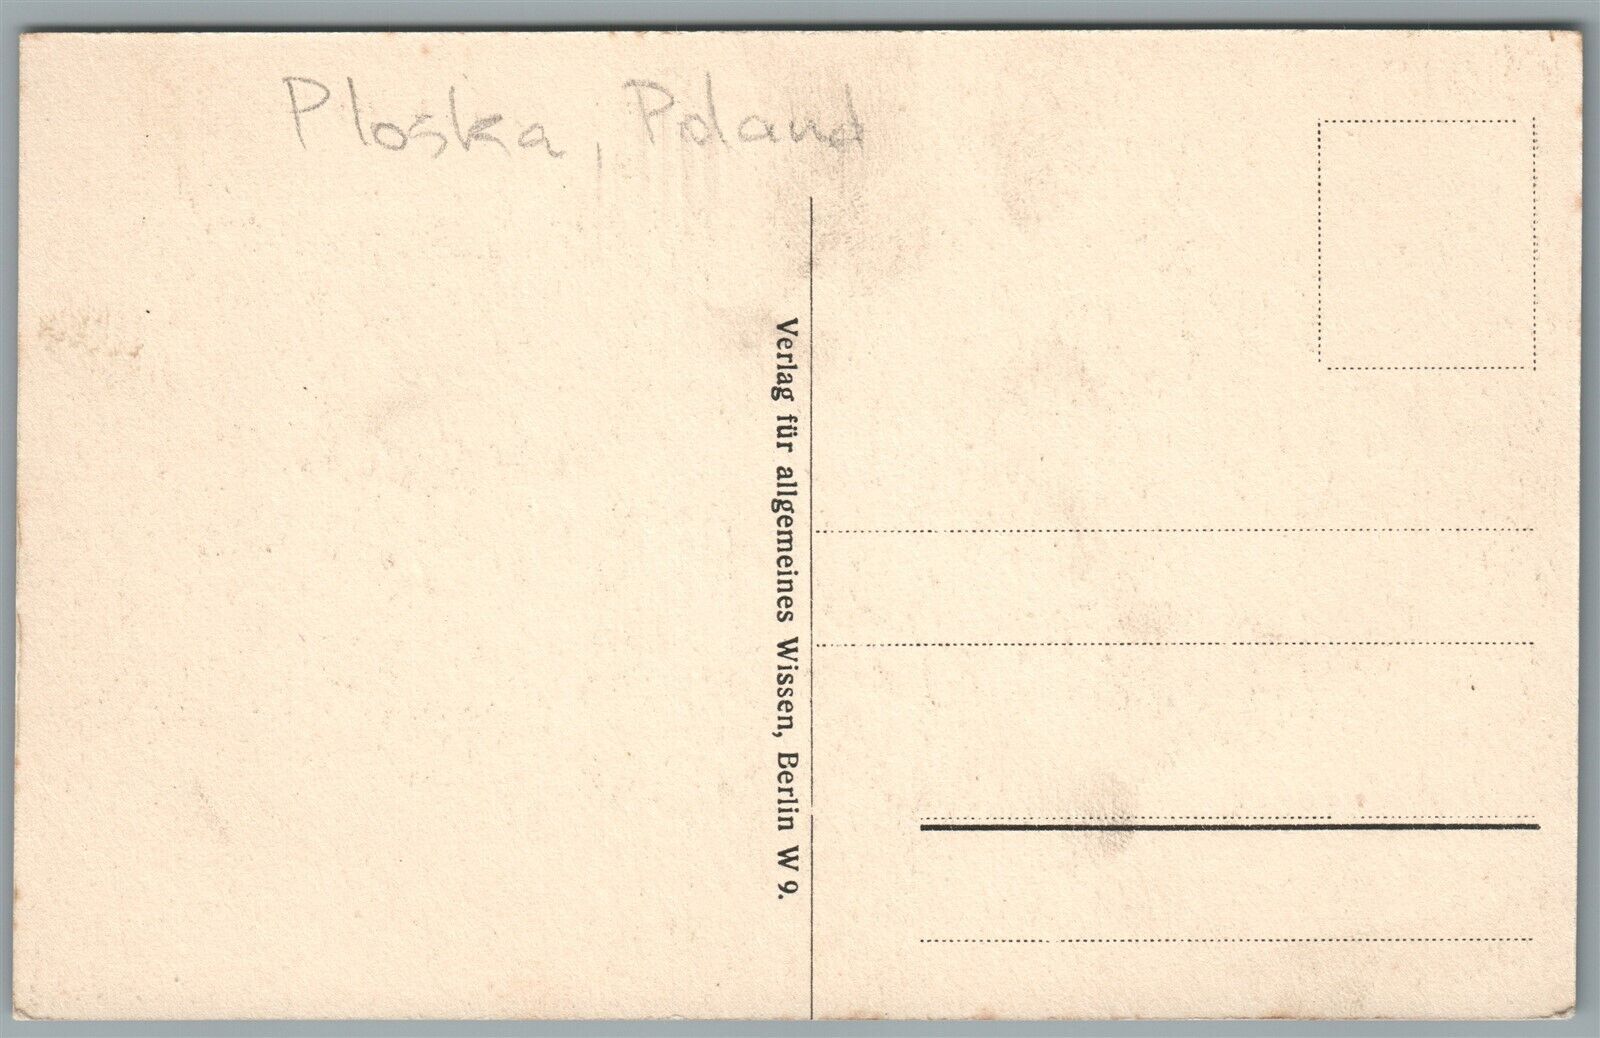 Ploska, Poland
Verlag für allgemeines Wissen, Berlin W 9.